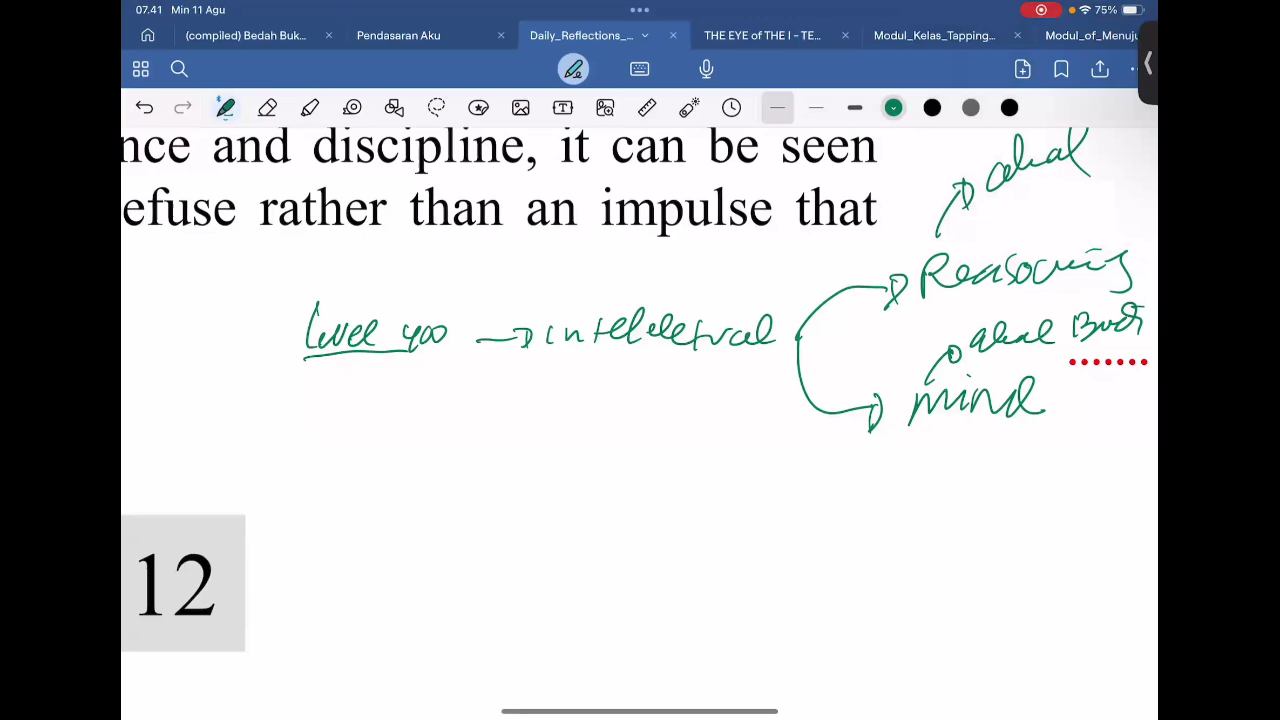 07.41 Min 11 Agu
75%
(compiled) Bedah Buk...
Pendasaran Aku
Daily_Reflections_...
THE EYE of THE I - TE...
Modul_Kelas_Tapping...
Modul_of_Menuju
nce and discipline, it can be seen
efuse rather than an impulse that
akal
Reasoning
Level 400 intelektual
akal Budi
mind
12